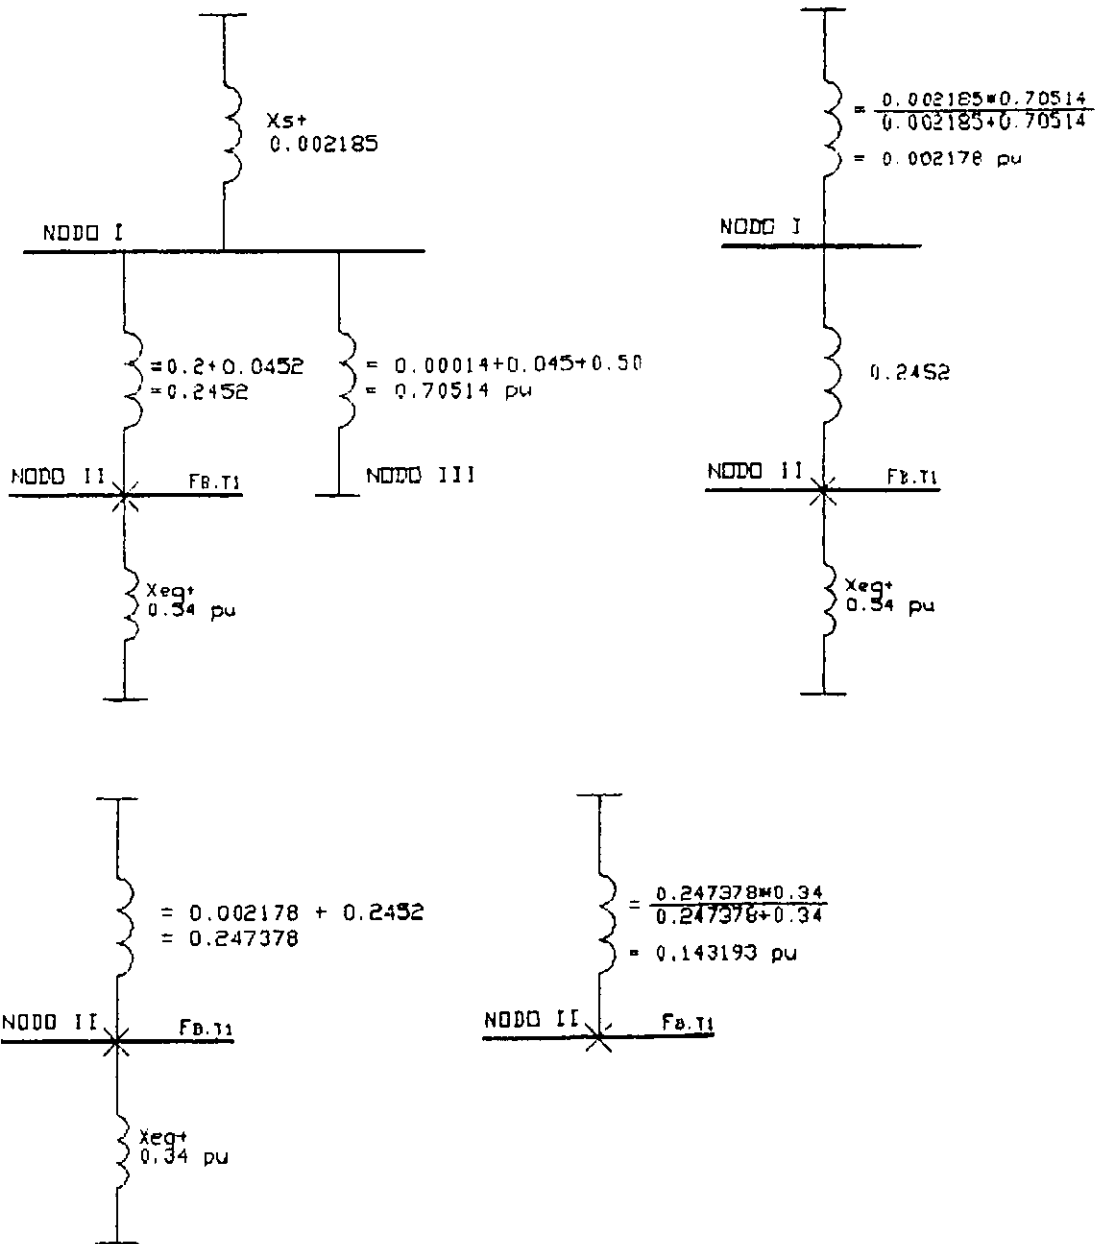 Xs+
0.002185
NODO I
=0.2+0.0452
=0.2452
= 0.00014+0.045+0.50
= 0.70514 pu
NODO II
FB.T1
NODO III
Xeq+
0.54 pu
= 0.002185*0.70514
0.002185+0.70514
= 0.002178 pu
NODO I
0.2452
NODO II
FB.T1
Xeq+
0.54 pu
= 0.002178 + 0.2452
= 0.247378
NODO II
FB.T1
Xeq+
0.34 pu
= 0.247378*0.34
0.247378+0.34
= 0.143193 pu
NODO II
FB.T1